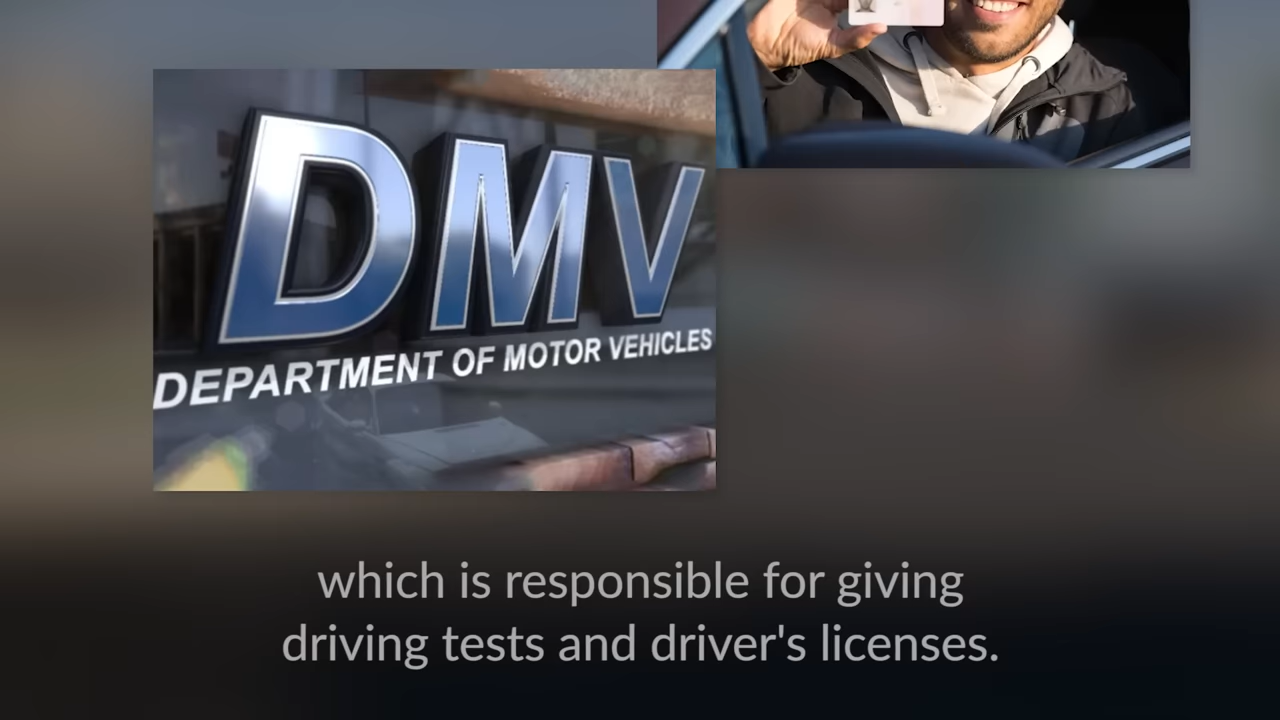 DMV
DEPARTMENT OF MOTOR VEHICLES
which is responsible for giving
driving tests and driver's licenses.